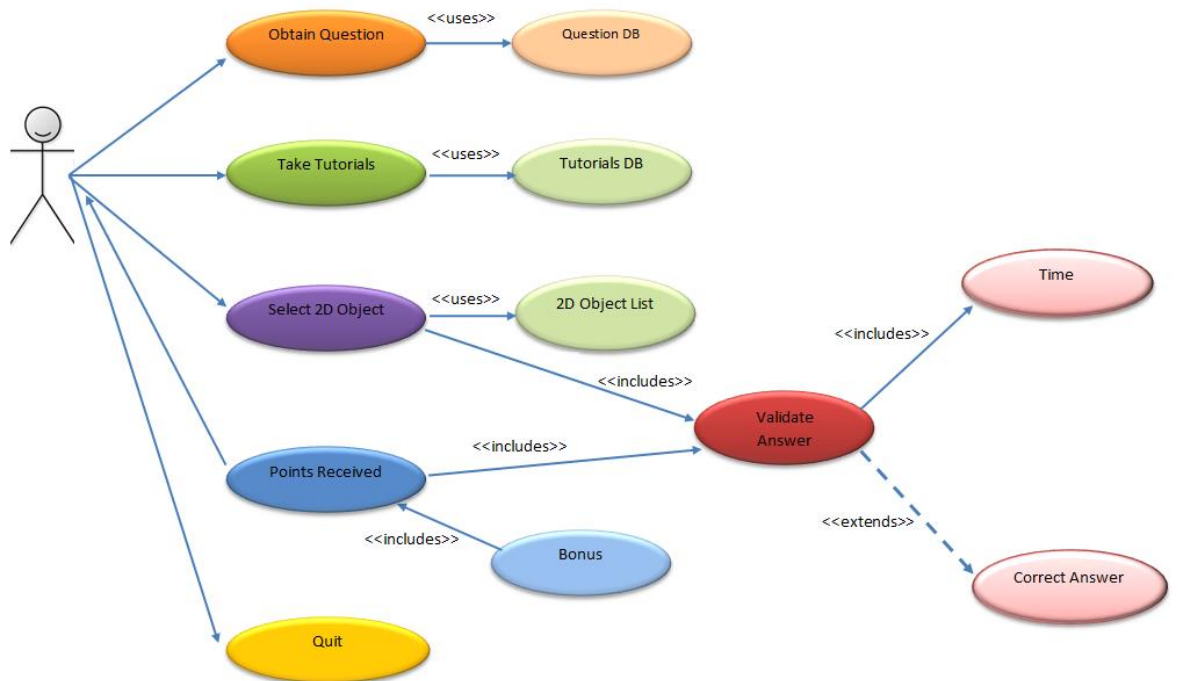 Obtain Question
<<uses>>
Question DB
Take Tutorials
<<uses>>
Tutorials DB
Select 2D Object
<<uses>>
2D Object List
<<includes>>
Time
<<includes>>
Validate
Answer
Points Received
<<includes>>
<<includes>>
Bonus
<<extends>>
Correct Answer
Quit